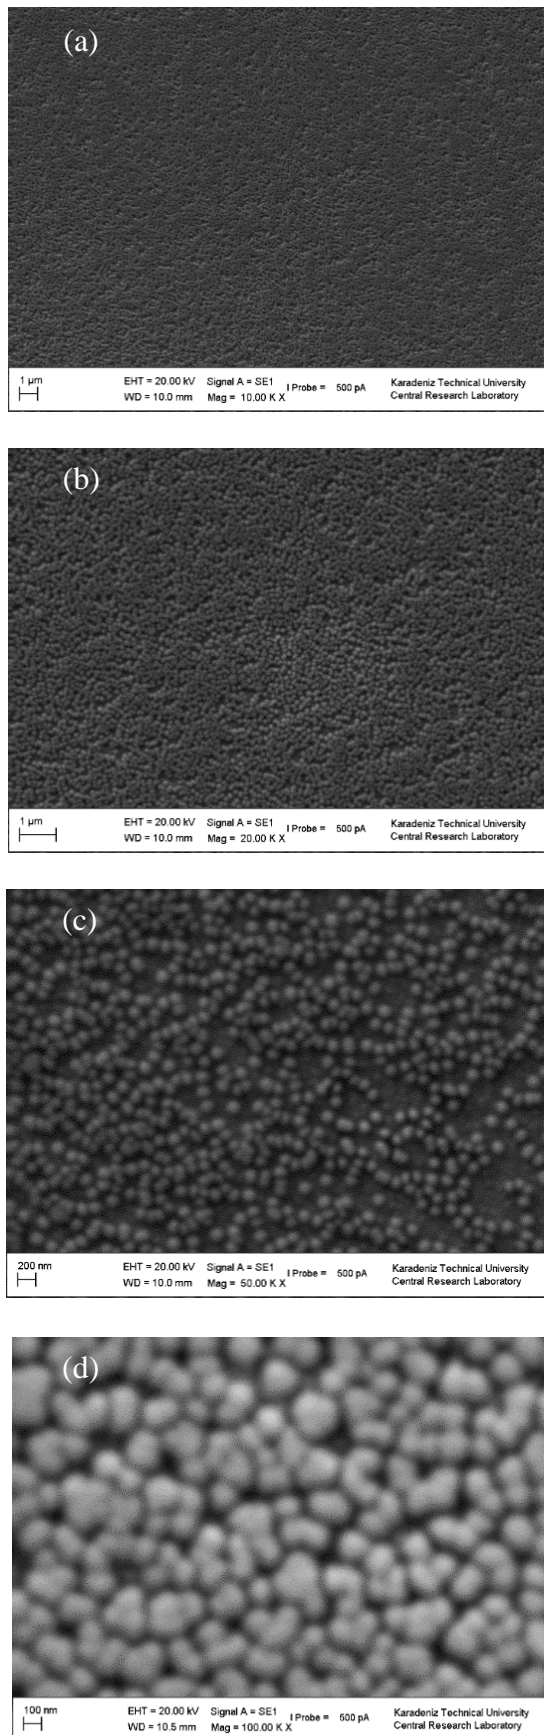 (a)
1 µm EHT = 20.00 kV Signal A = SE1 I Probe = 500 pA Karadeniz Technical University
WD = 10.0 mm Mag = 10.00 K X Central Research Laboratory
(b)
1 µm EHT = 20.00 kV Signal A = SE1 I Probe = 500 pA Karadeniz Technical University
WD = 10.0 mm Mag = 20.00 K X Central Research Laboratory
(c)
200 nm EHT = 20.00 kV Signal A = SE1 I Probe = 500 pA Karadeniz Technical University
WD = 10.0 mm Mag = 50.00 K X Central Research Laboratory
(d)
100 nm EHT = 20.00 kV Signal A = SE1 I Probe = 500 pA Karadeniz Technical University
WD = 10.5 mm Mag = 100.00 K X Central Research Laboratory